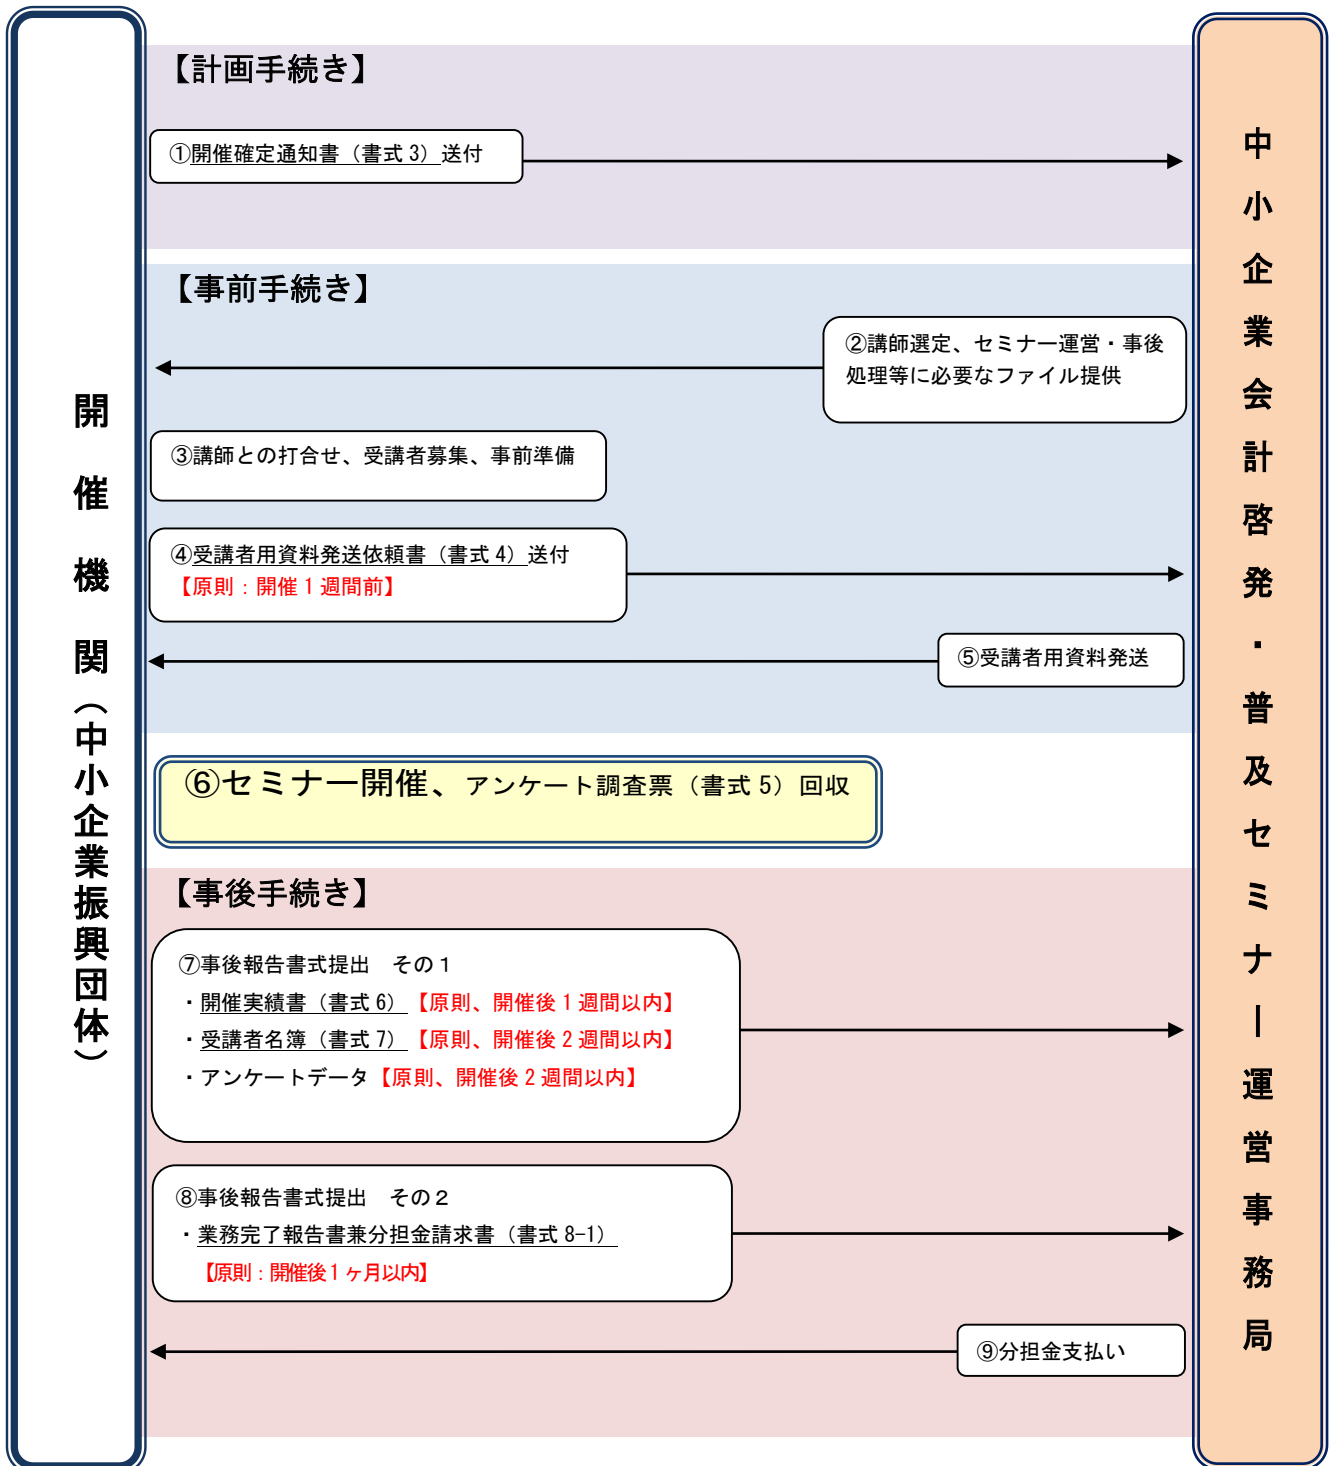 開催機関（中小企業振興団体）
【計画手続き】
①開催確定通知書（書式3）送付
【事前手続き】
②講師選定、セミナー運営・事後
処理等に必要なファイル提供
③講師との打合せ、受講者募集、事前準備
④受講者用資料発送依頼書（書式4）送付
【原則：開催1週間前】
⑤受講者用資料発送
⑥セミナー開催、アンケート調査票（書式5）回収
【事後手続き】
⑦事後報告書式提出　その１
・開催実績書（書式6）【原則、開催後1週間以内】
・受講者名簿（書式7）【原則、開催後2週間以内】
・アンケートデータ【原則、開催後2週間以内】
⑧事後報告書式提出　その２
・業務完了報告書兼分担金請求書（書式8-1）
【原則：開催後1ヶ月以内】
⑨分担金支払い
中小企業会計啓発・普及セミナー運営事務局